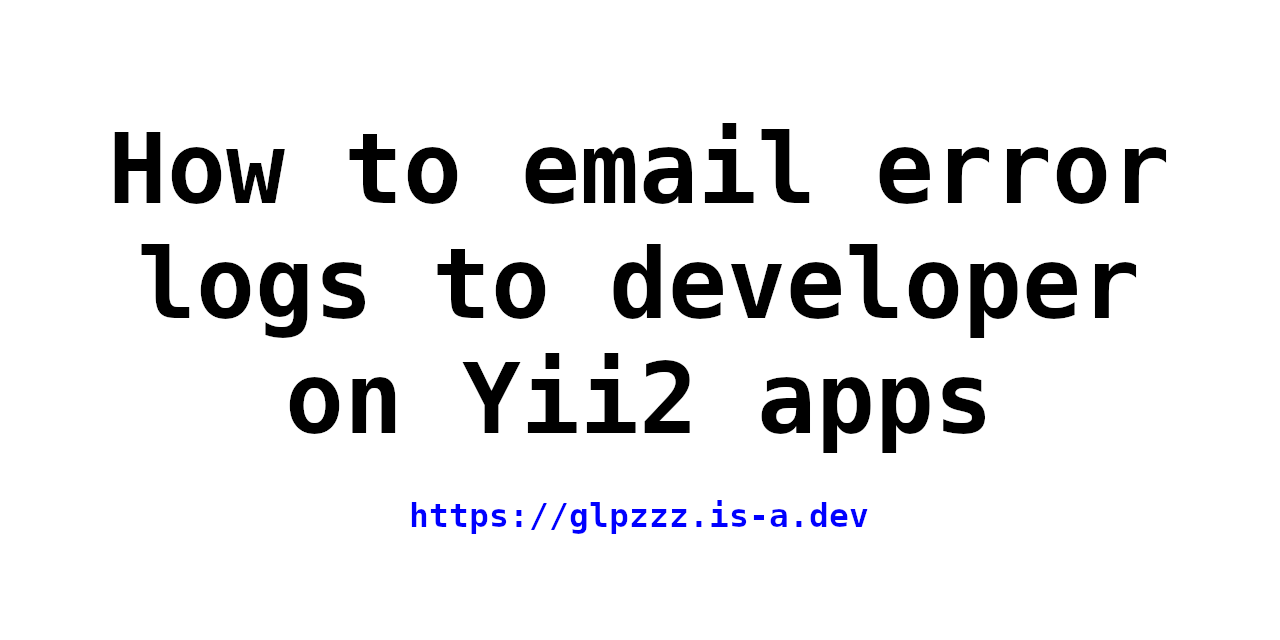 How to email error
logs to developer
on Yii2 apps
https://glpzzz.is-a.dev